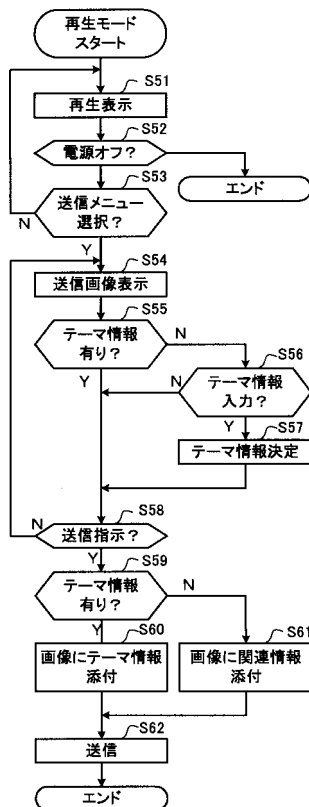 再生モード
スタート
S51
再生表示
S52
電源オフ?
エンド
S53
送信メニュー
選択?
N
Y
S54
送信画像表示
S55
テーマ情報
有り?
N
Y
S56
テーマ情報
入力?
N
Y
S57
テーマ情報決定
S58
送信指示?
N
Y
S59
テーマ情報
有り?
N
Y
S60
画像にテーマ情報
添付
S61
画像に関連情報
添付
S62
送信
エンド